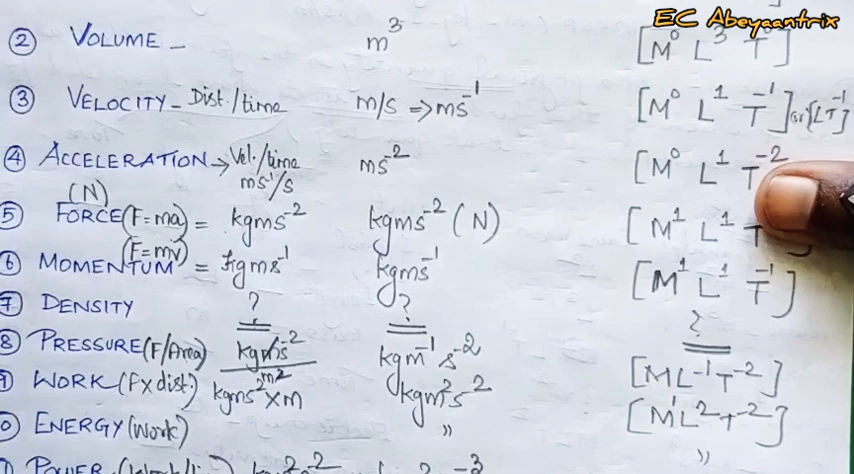 EC Abeyaantrix
② VOLUME - m³ [M⁰ L³ T⁰]
③ VELOCITY - Dist./time m/s => ms⁻¹ [M⁰ L¹ T⁻¹] or [LT⁻¹]
④ ACCELERATION → Vel./time ms⁻² [M⁰ L¹ T⁻²
ms⁻¹/s
(N)
⑤ FORCE (F=ma) = kgms⁻² kgms⁻² (N) [M¹ L¹ T
(F=mv)
⑥ MOMENTUM = kgms⁻¹ kgms⁻¹ [M¹ L¹ T⁻¹]
⑦ DENSITY ? ? ?
⑧ PRESSURE (F/Area) kgms⁻² kgm⁻¹s⁻² [ML⁻¹T⁻²]
m²
9 WORK (F x dist.) kgms⁻² x m kgm²s⁻² [M¹L²T⁻²]
0 ENERGY (Work) " "
POWER